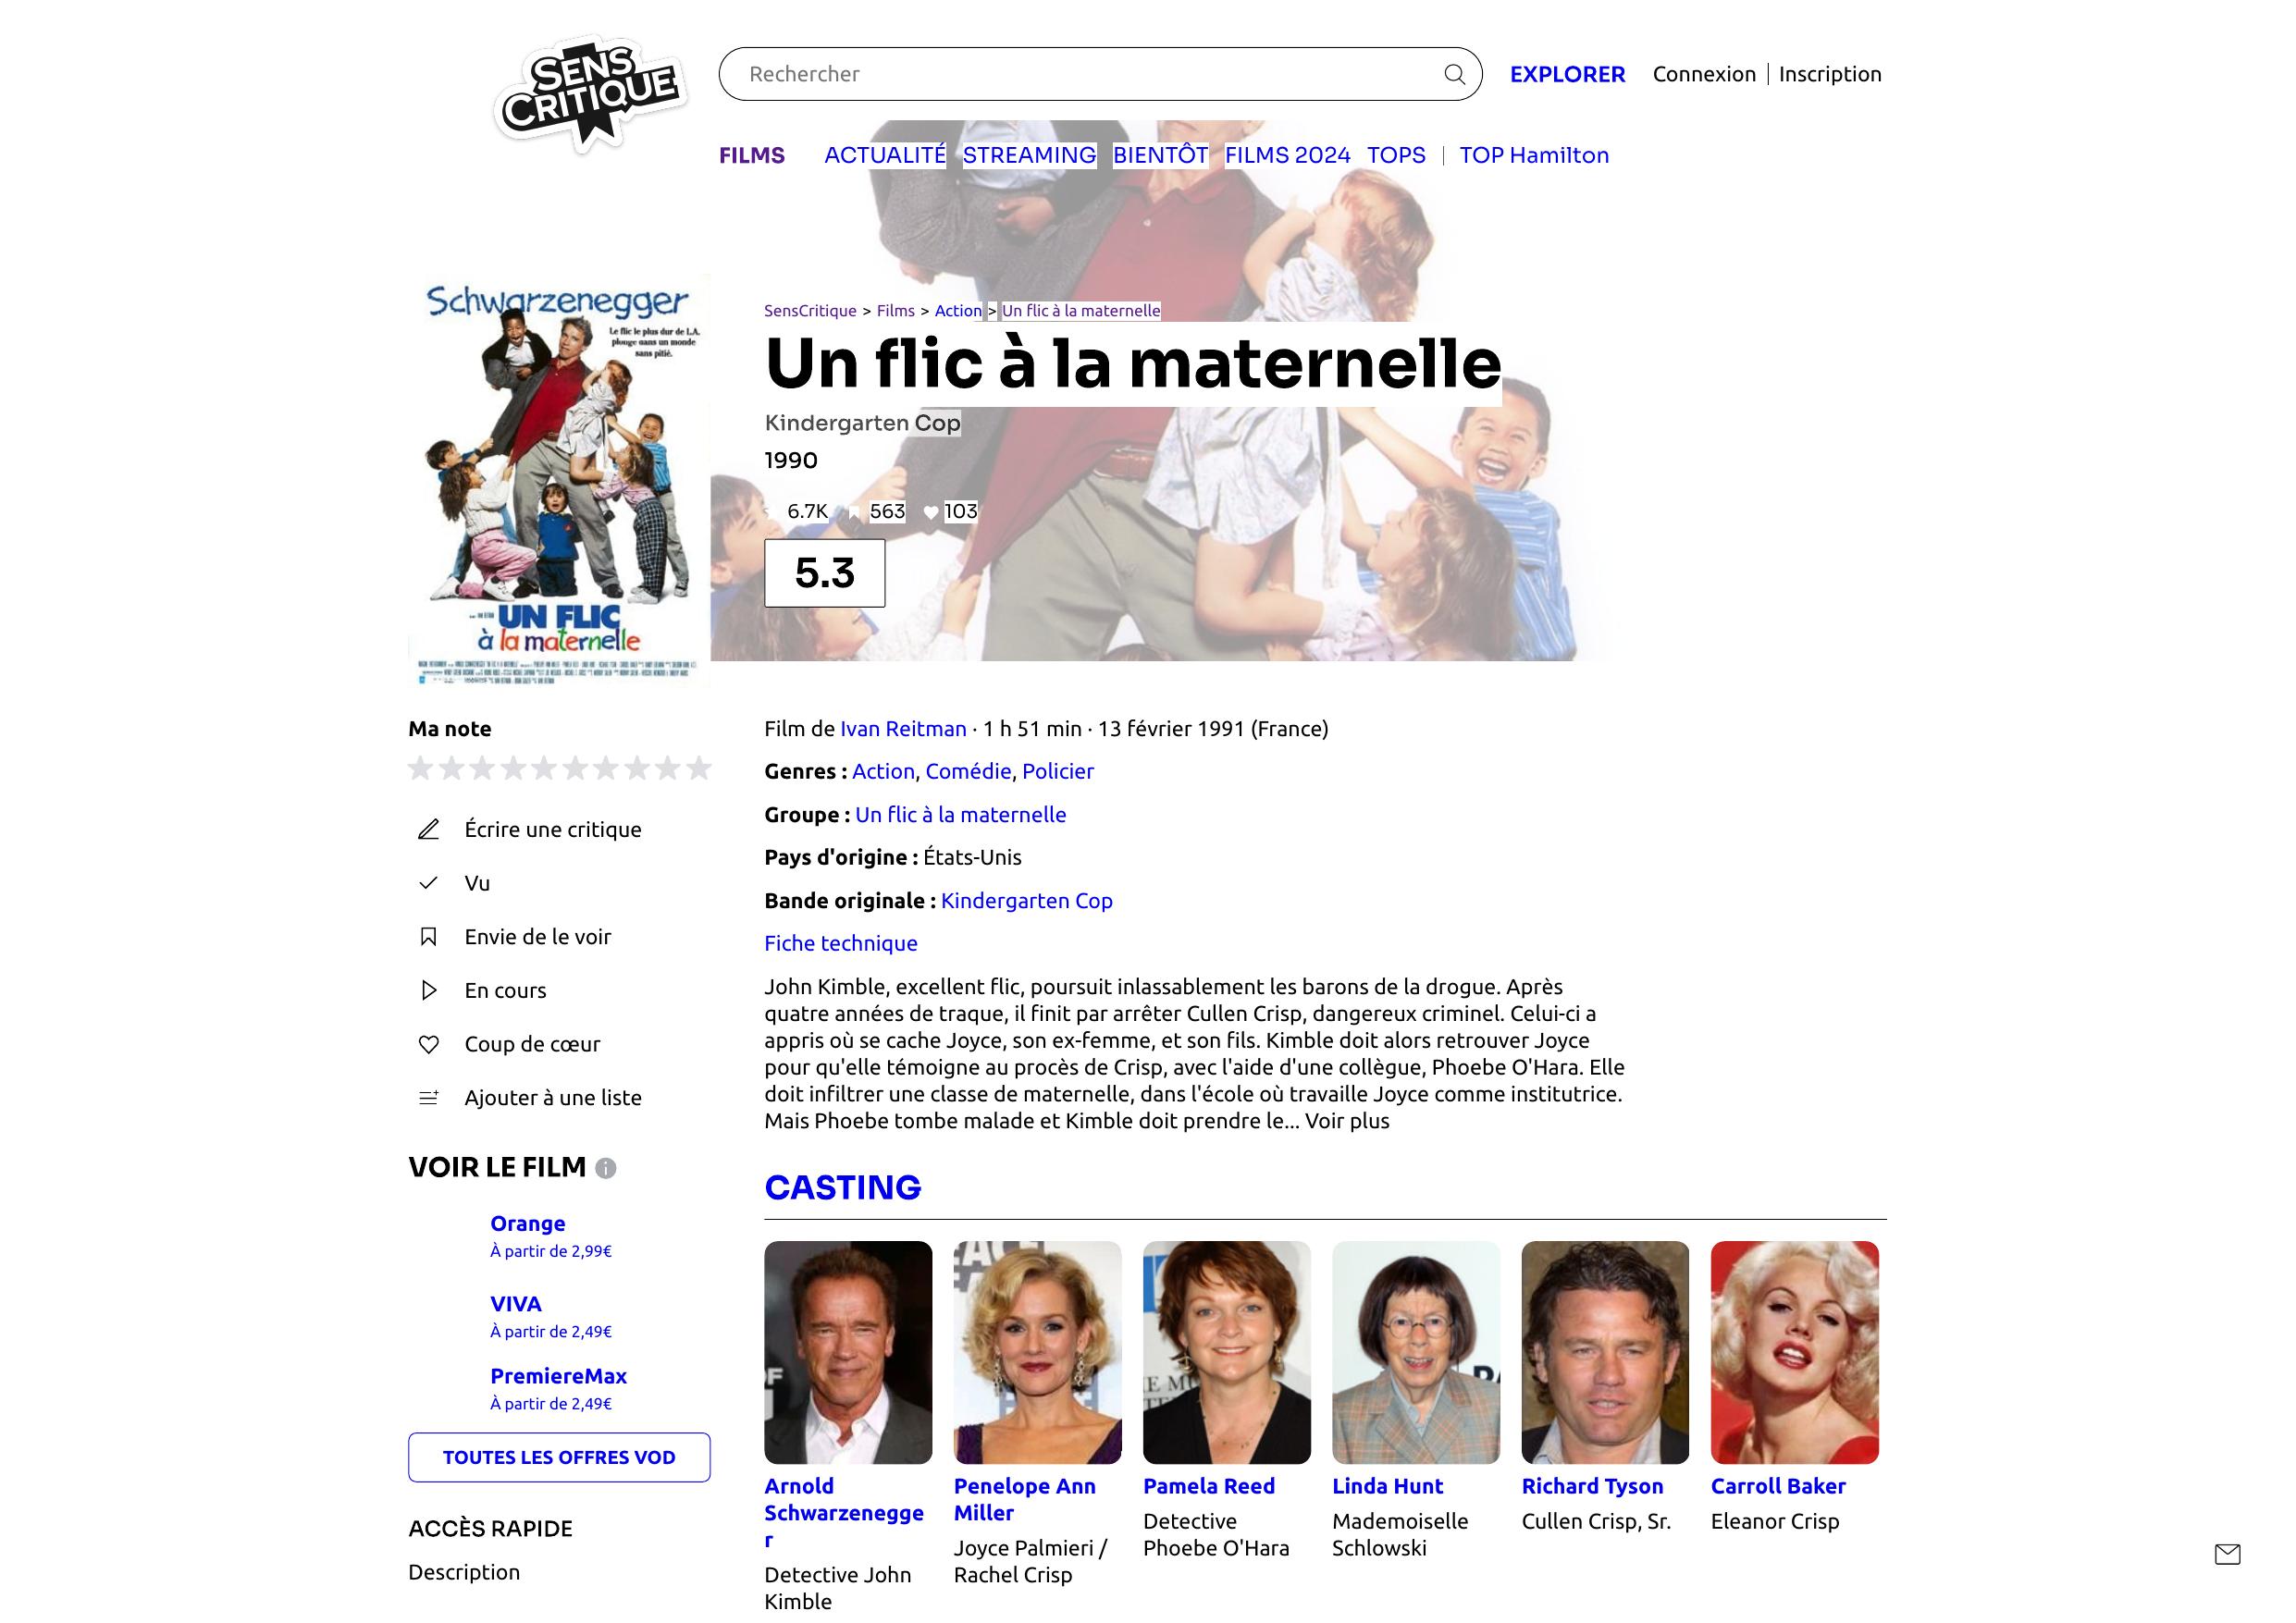 SENS
CRITIQUE
Rechercher
EXPLORER
Connexion
Inscription
FILMS
ACTUALITÉ
STREAMING
BIENTÔT
FILMS 2024
TOPS
TOP Hamilton
Schwarzenegger
Le flic le plus dur de L.A.
plonge dans un monde
sans pitié.
UN FLIC
à la maternelle
SensCritique > Films > Action > Un flic à la maternelle
Un flic à la maternelle
Kindergarten Cop
1990
6.7K
563
103
5.3
Ma note
Écrire une critique
Vu
Envie de le voir
En cours
Coup de cœur
Ajouter à une liste
VOIR LE FILM
Orange
À partir de 2,99€
VIVA
À partir de 2,49€
PremiereMax
À partir de 2,49€
TOUTES LES OFFRES VOD
ACCÈS RAPIDE
Description
Film de Ivan Reitman · 1 h 51 min · 13 février 1991 (France)
Genres : Action, Comédie, Policier
Groupe : Un flic à la maternelle
Pays d'origine : États-Unis
Bande originale : Kindergarten Cop
Fiche technique
John Kimble, excellent flic, poursuit inlassablement les barons de la drogue. Après
quatre années de traque, il finit par arrêter Cullen Crisp, dangereux criminel. Celui-ci a
appris où se cache Joyce, son ex-femme, et son fils. Kimble doit alors retrouver Joyce
pour qu'elle témoigne au procès de Crisp, avec l'aide d'une collègue, Phoebe O'Hara. Elle
doit infiltrer une classe de maternelle, dans l'école où travaille Joyce comme institutrice.
Mais Phoebe tombe malade et Kimble doit prendre le... Voir plus
CASTING
Arnold
Schwarzenegge
r
Detective John
Kimble
Penelope Ann
Miller
Joyce Palmieri /
Rachel Crisp
Pamela Reed
Detective
Phoebe O'Hara
Linda Hunt
Mademoiselle
Schlowski
Richard Tyson
Cullen Crisp, Sr.
Carroll Baker
Eleanor Crisp